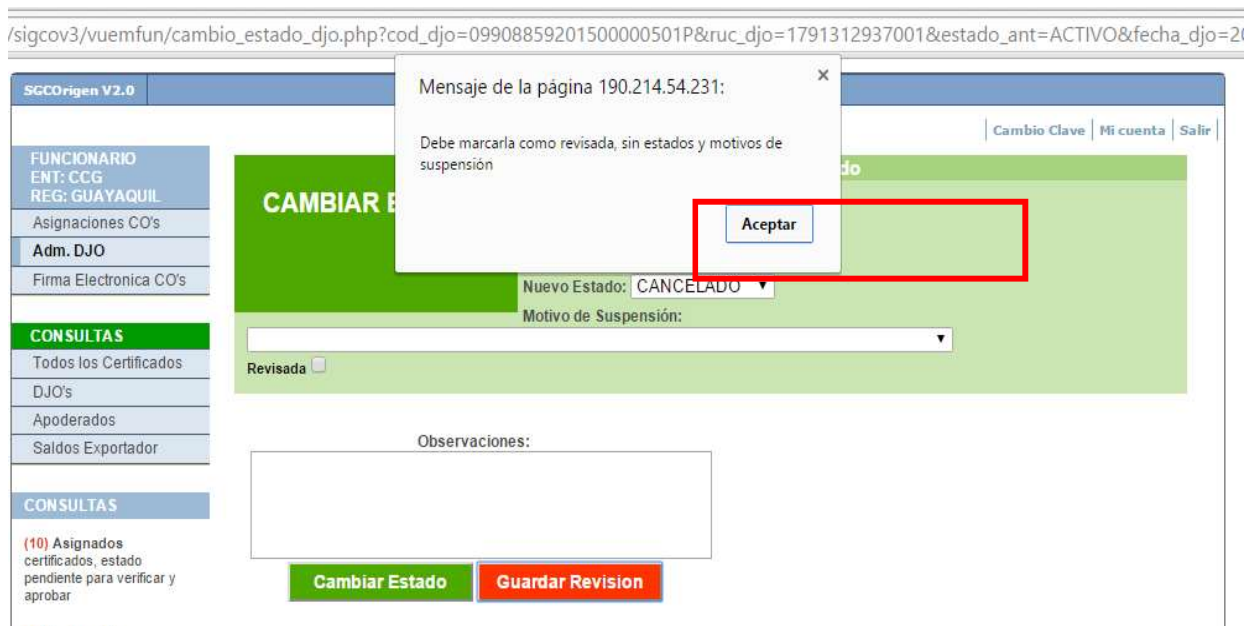 /sigcov3/vuemfun/cambio_estado_djo.php?cod_djo=09908859201500000501P&ruc_djo=1791312937001&estado_ant=ACTIVO&fecha_djo=20
SGCOrigen V2.0
Mensaje de la página 190.214.54.231:
Debe marcarla como revisada, sin estados y motivos de
suspensión
Aceptar
Cambio Clave | Mi cuenta | Salir
FUNCIONARIO
ENT: CCG
REG: GUAYAQUIL
Asignaciones CO's
Adm. DJO
Firma Electronica CO's
CONSULTAS
Todos los Certificados
DJO's
Apoderados
Saldos Exportador
CONSULTAS
(10) Asignados
certificados, estado
pendiente para verificar y
aprobar
CAMBIAR E
do
Nuevo Estado: CANCELADO
Motivo de Suspensión:
Revisada
Observaciones:
Cambiar Estado
Guardar Revision